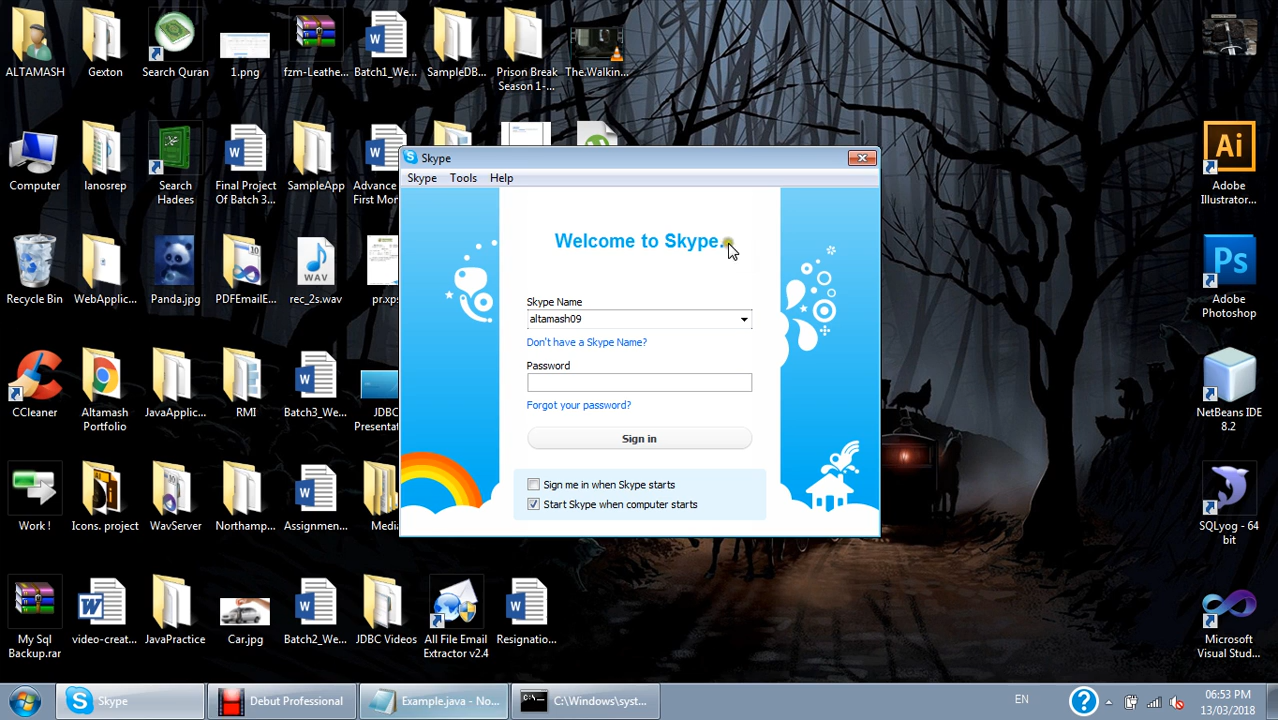 ALTAMASH
Gexton
Search Quran
1.png
fzm-Leathe...
Batch1_We...
SampleDB...
Prison Break
Season 1-...
The.Walkin...
Computer
lanosrep
Search
Hadees
Final Project
Of Batch 3...
SampleApp
Advance
First Mon
Ai
Adobe
Illustrator...
Skype
Skype Tools Help
Welcome to Skype.
Skype Name
altamash09
Don't have a Skype Name?
Password
Forgot your password?
Sign in
Sign me in when Skype starts
Start Skype when computer starts
Recycle Bin
WebApplic...
Panda.jpg
PDFEmailE...
WAV
rec_2s.wav
pr.xps
Ps
Adobe
Photoshop
CCleaner
Altamash
Portfolio
JavaApplic...
RMI
Batch3_We...
JDBC
Presentat
NetBeans IDE
8.2
Work !
Icons. project
WavServer
Northamp...
Assignmen...
Medi
SQLyog - 64
bit
My Sql
Backup.rar
video-creat...
JavaPractice
Car.jpg
Batch2_We...
JDBC Videos
All File Email
Extractor v2.4
Resignatio...
Microsoft
Visual Stud...
Skype
Debut Professional
Example.java - No...
C:\Windows\syst...
EN
06:53 PM
13/03/2018